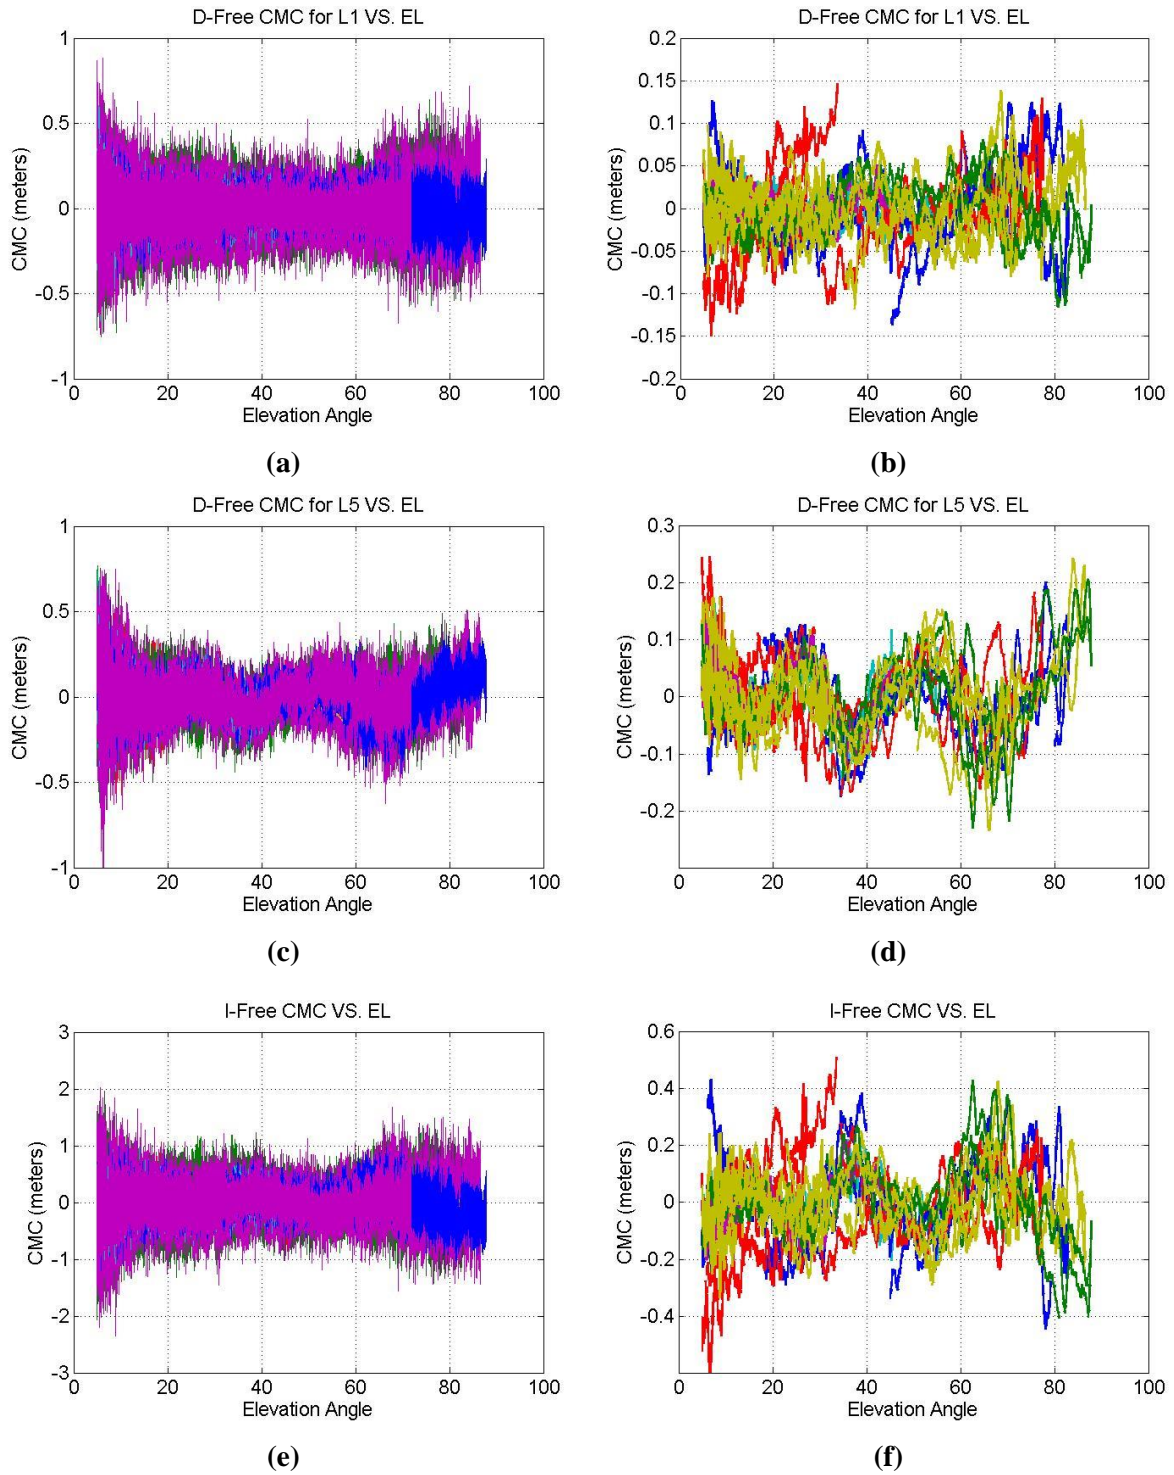 D-Free CMC for L1 VS. EL
CMC (meters)
1
0.5
0
-0.5
-1
0 20 40 60 80 100
Elevation Angle
(a)
D-Free CMC for L1 VS. EL
CMC (meters)
0.2
0.15
0.1
0.05
0
-0.05
-0.1
-0.15
-0.2
0 20 40 60 80 100
Elevation Angle
(b)
D-Free CMC for L5 VS. EL
CMC (meters)
1
0.5
0
-0.5
-1
0 20 40 60 80 100
Elevation Angle
(c)
D-Free CMC for L5 VS. EL
CMC (meters)
0.3
0.2
0.1
0
-0.1
-0.2
0 20 40 60 80 100
Elevation Angle
(d)
I-Free CMC VS. EL
CMC (meters)
3
2
1
0
-1
-2
-3
0 20 40 60 80 100
Elevation Angle
(e)
I-Free CMC VS. EL
CMC (meters)
0.6
0.4
0.2
0
-0.2
-0.4
0 20 40 60 80 100
Elevation Angle
(f)